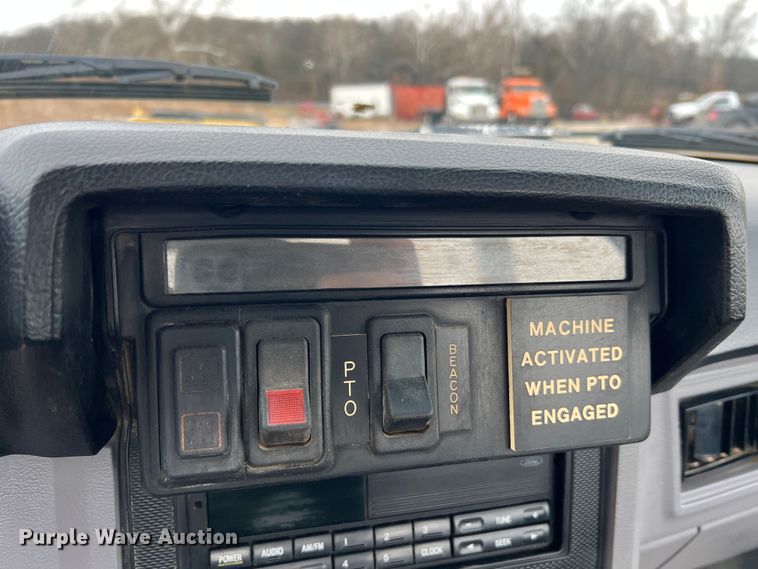 PTO
BEACON
MACHINE
ACTIVATED
WHEN PTO
ENGAGED
Ford
TUNE
1 2 3
POWER AUDIO AM/FM
4 5 CLOCK SEEK
Purple Wave Auction®